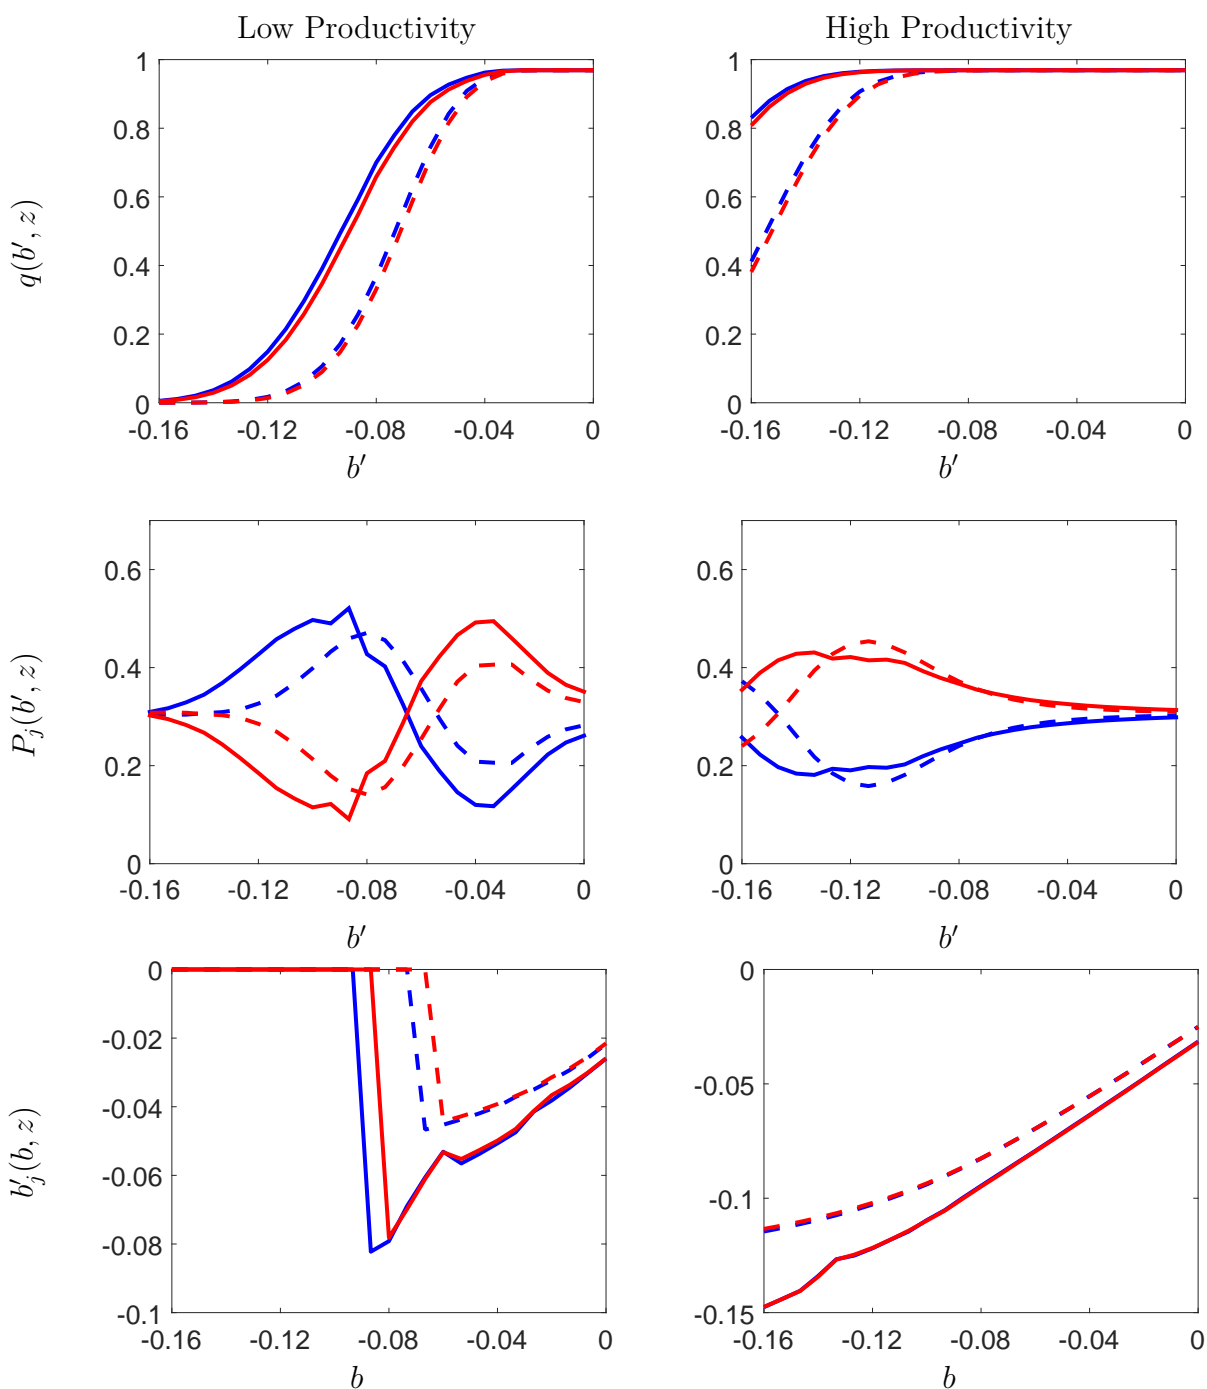 Low Productivity High Productivity
q(b′, z)
1 0.8 0.6 0.4 0.2 0
-0.16 -0.12 -0.08 -0.04 0
b′
1 0.8 0.6 0.4 0.2 0
-0.16 -0.12 -0.08 -0.04 0
b′
P_j(b′, z)
0.6 0.4 0.2 0
-0.16 -0.12 -0.08 -0.04 0
b′
0.6 0.4 0.2 0
-0.16 -0.12 -0.08 -0.04 0
b′
b′_j(b, z)
0 -0.02 -0.04 -0.06 -0.08 -0.1
-0.16 -0.12 -0.08 -0.04 0
b
0 -0.05 -0.1 -0.15
-0.16 -0.12 -0.08 -0.04 0
b